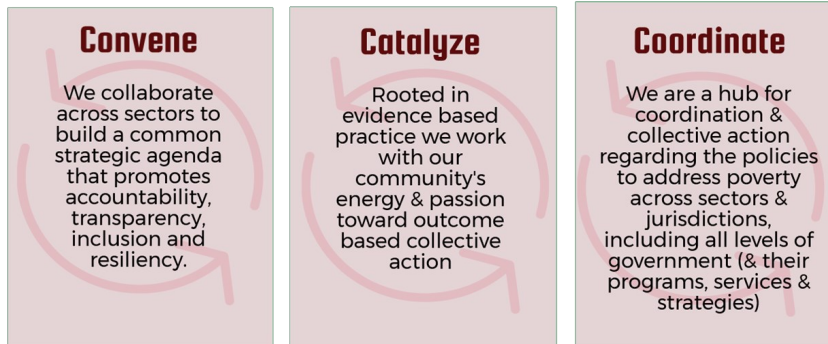 Convene
We collaborate
across sectors to
build a common
strategic agenda
that promotes
accountability,
transparency,
inclusion and
resiliency.
Catalyze
Rooted in
evidence based
practice we work
with our
community's
energy & passion
toward outcome
based collective
action
Coordinate
We are a hub for
coordination &
collective action
regarding the policies
to address poverty
across sectors &
jurisdictions,
including all levels of
government (& their
programs, services &
strategies)